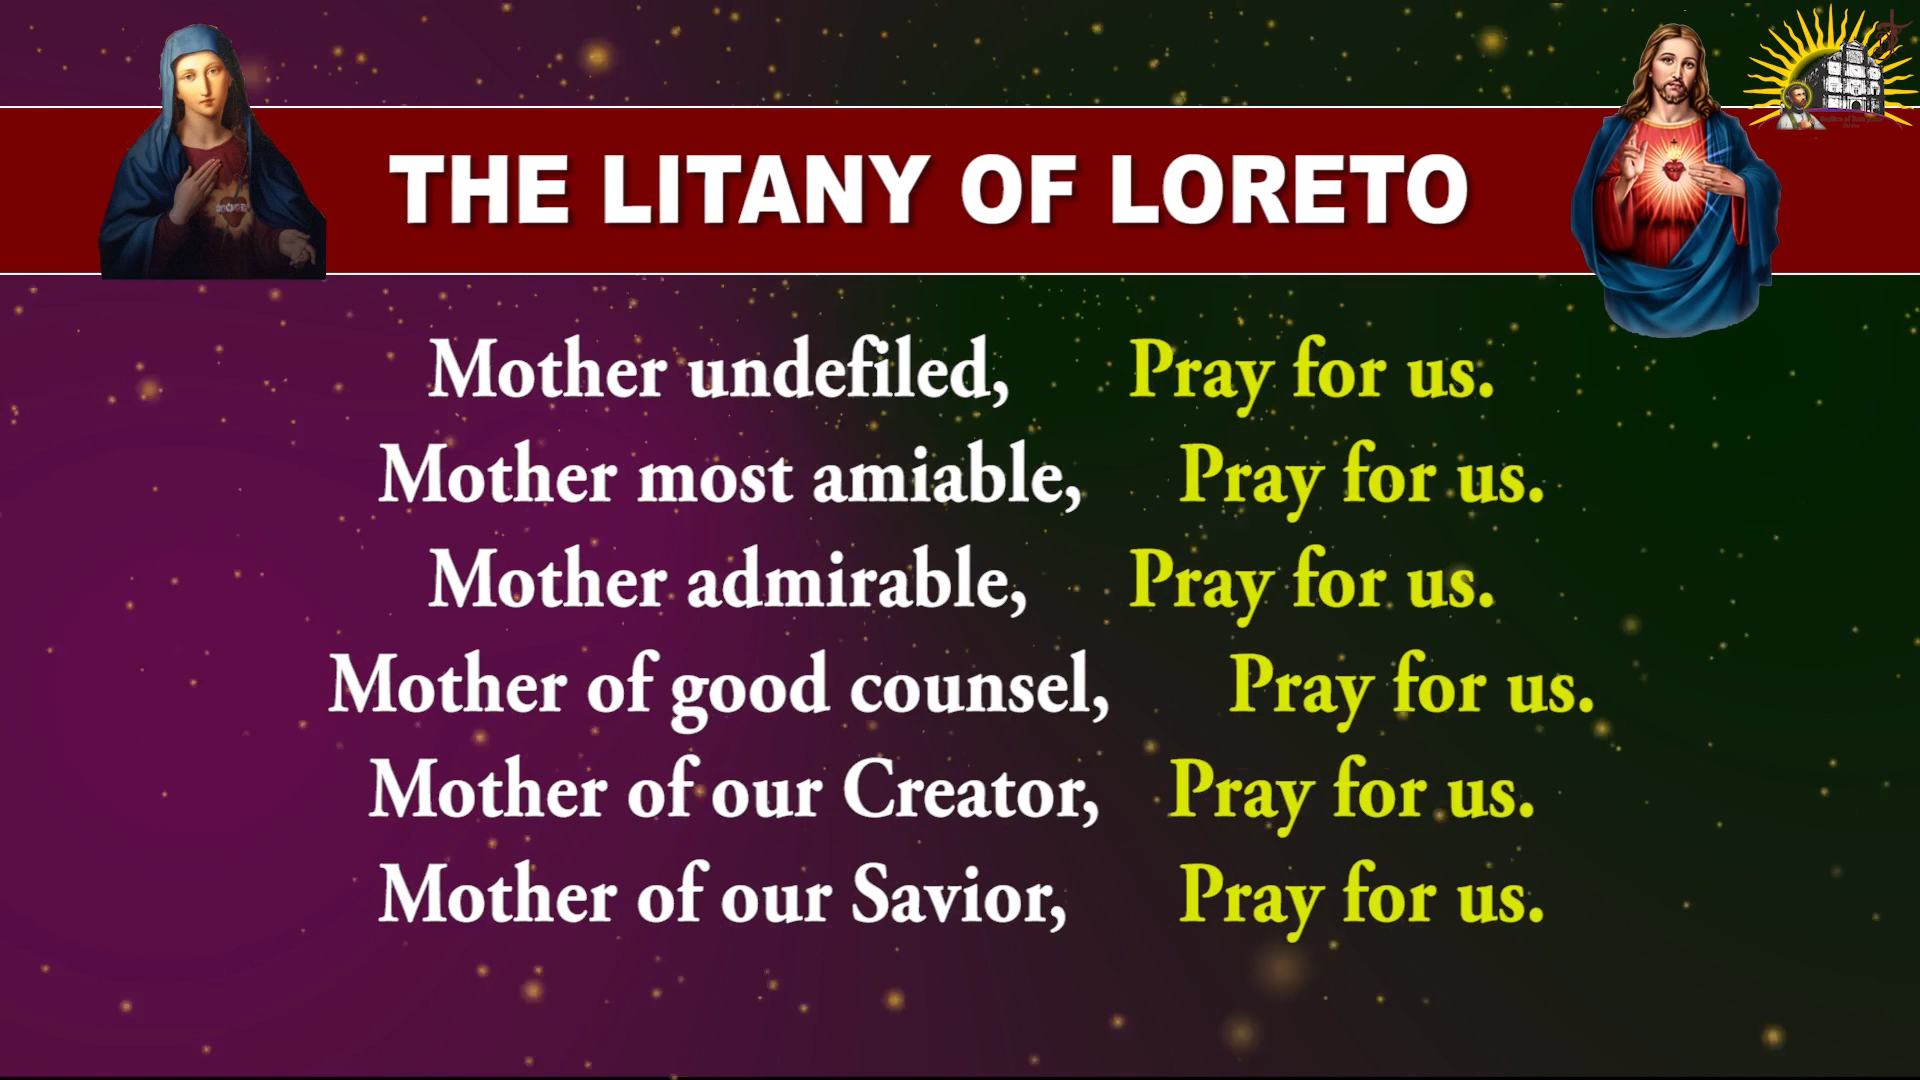 THE LITANY OF LORETO
Mother undefiled, Pray for us.
Mother most amiable, Pray for us.
Mother admirable, Pray for us.
Mother of good counsel, Pray for us.
Mother of our Creator, Pray for us.
Mother of our Savior, Pray for us.